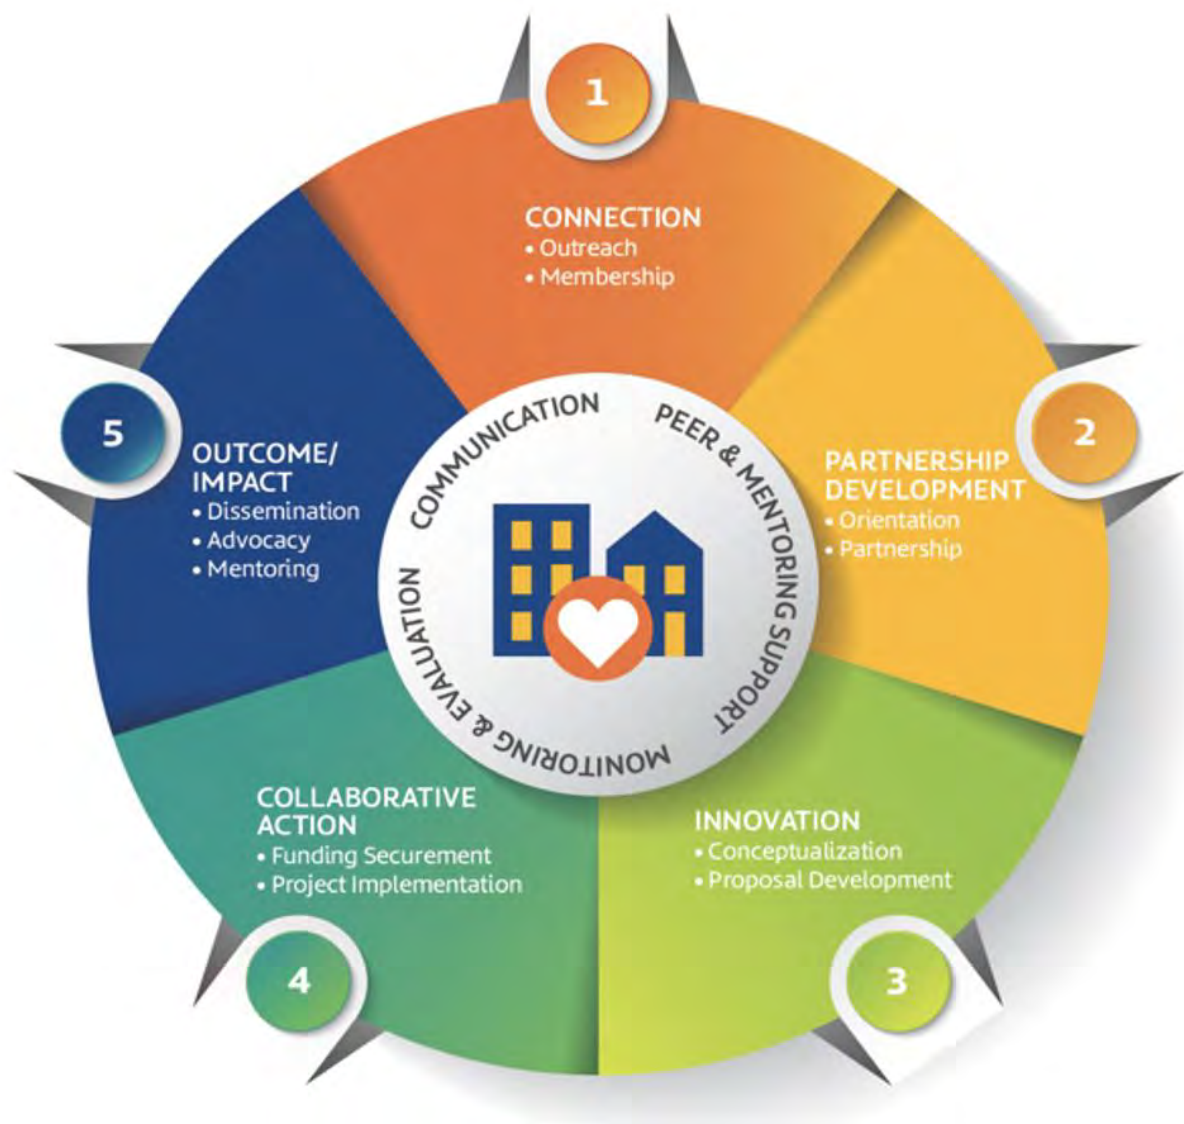 1
CONNECTION
• Outreach
• Membership
2
PARTNERSHIP
DEVELOPMENT
• Orientation
• Partnership
3
INNOVATION
• Conceptualization
• Proposal Development
4
COLLABORATIVE
ACTION
• Funding Securement
• Project Implementation
5
OUTCOME/
IMPACT
• Dissemination
• Advocacy
• Mentoring
COMMUNICATION
PEER & MENTORING SUPPORT
MONITORING & EVALUATION